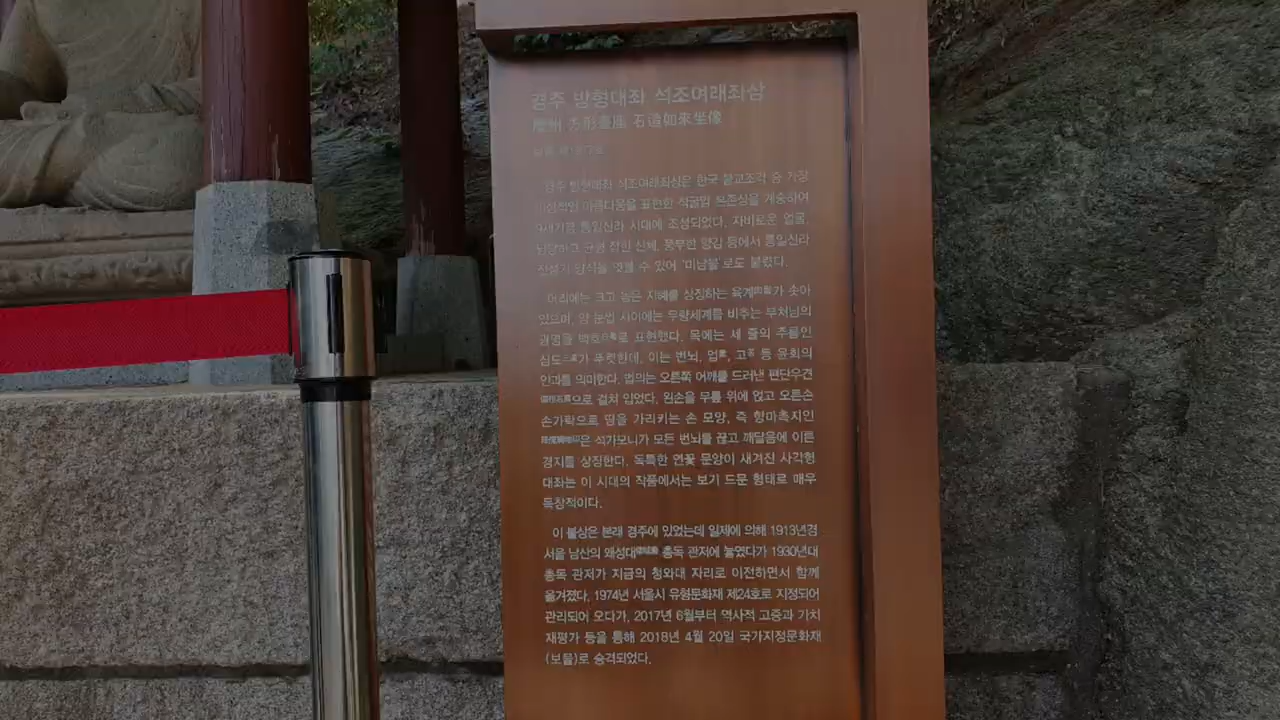 경주 방형대좌 석조여래좌상
慶州 方形臺座 石造如來坐像
경주 방형대좌 석조여래좌상은 한국 불교조각 중 가장
이상적인 아름다움을 표현한 석굴암 본존상을 계승하여
9세기경 통일신라 시대에 조성되었다. 자비로운 얼굴,
당당하고 균형 잡힌 신체, 풍부한 양감 등에서 통일신라
전성기 양식을 엿볼 수 있어 '미남불'로도 불렸다.
머리에는 크고 높은 지혜를 상징하는 육계가 솟아
있으며, 양 눈썹 사이에는 무량세계를 비추는 부처님의
광명을 백호로 표현했다. 목에는 세 줄의 주름인
삼도三道가 뚜렷한데, 이는 번뇌, 업業, 고苦 등 윤회의
인과를 의미한다. 법의는 오른쪽 어깨를 드러낸 편단우견
偏袒右肩으로 걸쳐 입었다. 왼손을 무릎 위에 얹고 오른손
손가락으로 땅을 가리키는 손 모양, 즉 항마촉지인
降魔觸地印은 석가모니가 모든 번뇌를 끊고 깨달음에 이른
경지를 상징한다. 독특한 연꽃 문양이 새겨진 사각형
대좌는 이 시대의 작품에서는 보기 드문 형태로 매우
독창적이다.
이 불상은 본래 경주에 있었는데 일제에 의해 1913년경
서울 남산의 왜성대倭城臺 총독 관저에 놓였다가 1930년대
총독 관저가 지금의 청와대 자리로 이전하면서 함께
옮겨졌다. 1974년 서울시 유형문화재 제24호로 지정되어
관리되어 오다가, 2017년 6월부터 역사적 고증과 가치
재평가 등을 통해 2018년 4월 20일 국가지정문화재
(보물)로 승격되었다.